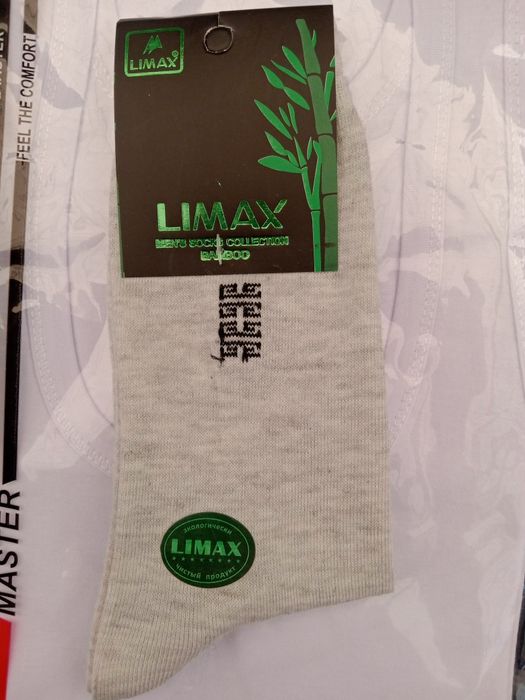 LIMAX
LIMAX
MEN'S SOCKS COLLECTION
BAMBOO
FEEL THE COMFORT
MASTER
экологически
LIMAX
чистый продукт